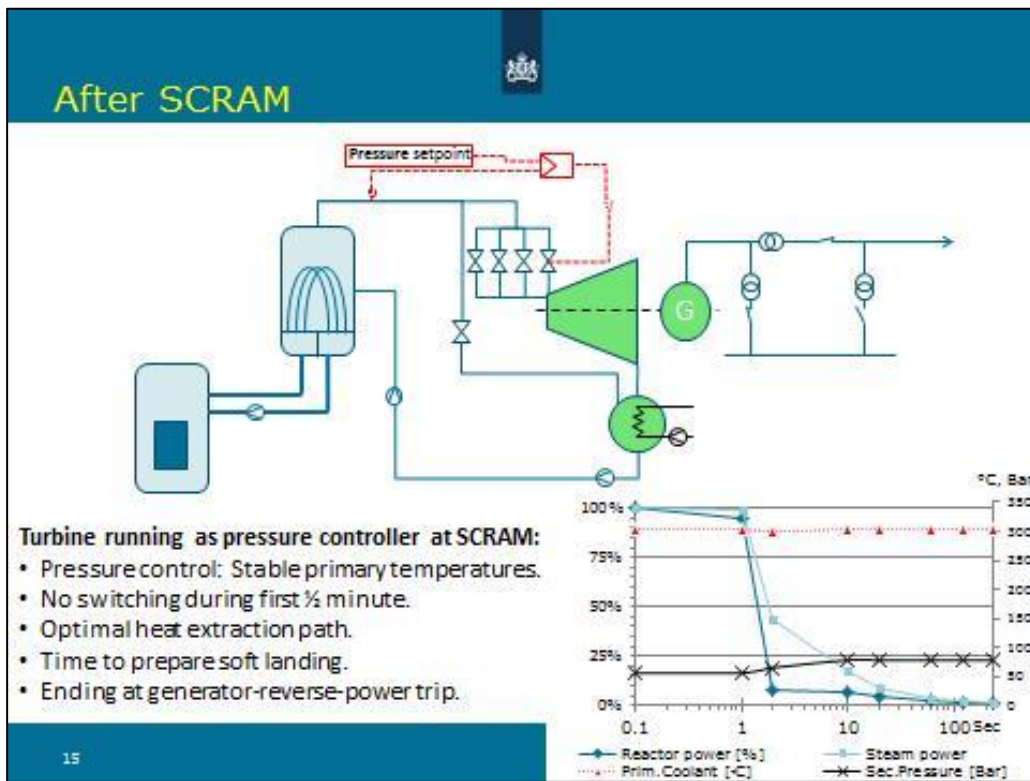 After SCRAM
Pressure setpoint
G
Turbine running as pressure controller at SCRAM:
• Pressure control: Stable primary temperatures.
• No switching during first ½ minute.
• Optimal heat extraction path.
• Time to prepare soft landing.
• Ending at generator-reverse-power trip.
°C, Bar
100%
75%
50%
25%
0%
350
300
250
200
150
100
50
0
0.1 1 10 100 Sec
Reactor power [%] Steam power
Prim.Coolant [◦C] Sec.Pressure [Bar]
15